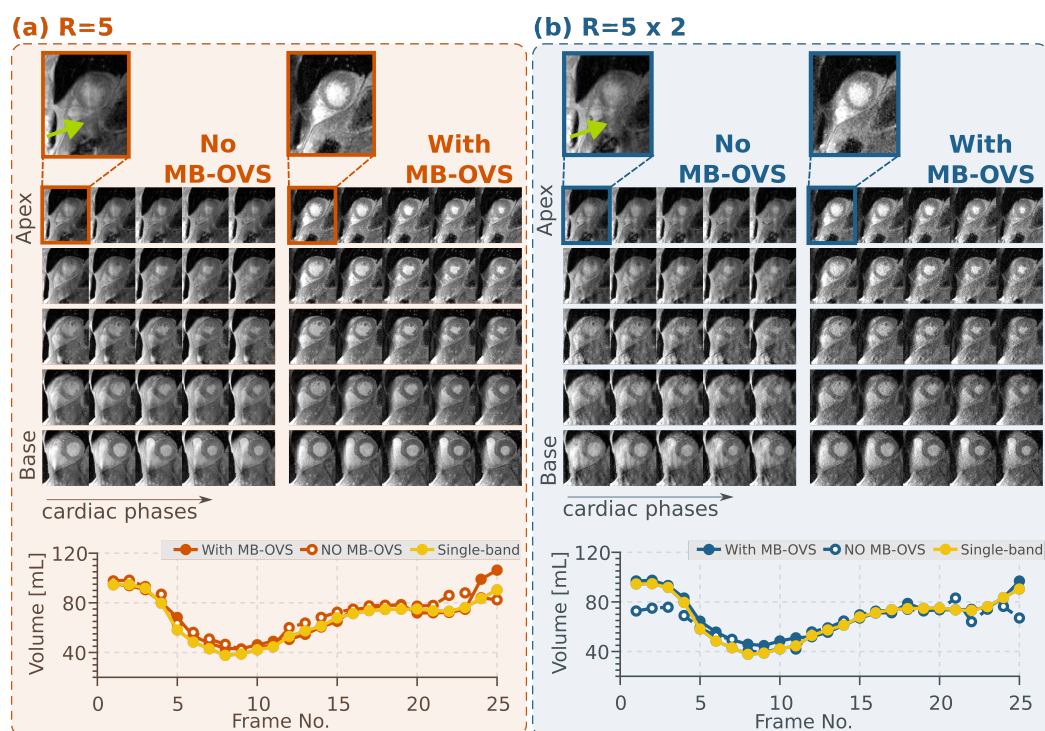 (a) R=5
No
MB-OVS
With
MB-OVS
Apex
Base
cardiac phases
With MB-OVS NO MB-OVS Single-band
Volume [mL]
120
80
40
0 5 10 15 20 25
Frame No.
(b) R=5 x 2
No
MB-OVS
With
MB-OVS
Apex
Base
cardiac phases
With MB-OVS NO MB-OVS Single-band
Volume [mL]
120
80
40
0 5 10 15 20 25
Frame No.